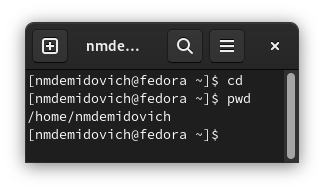 nmde...
[nmdemidovich@fedora ~]$ cd
[nmdemidovich@fedora ~]$ pwd
/home/nmdemidovich
[nmdemidovich@fedora ~]$